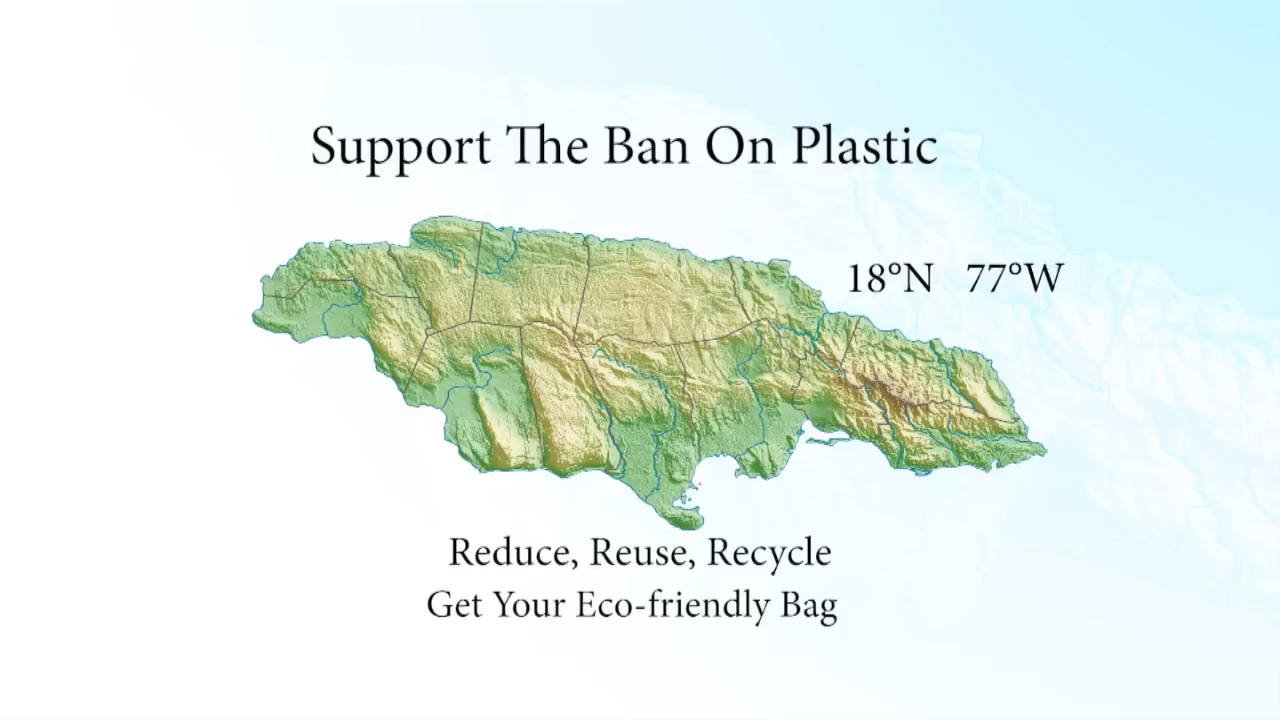 Support The Ban On Plastic
18°N 77°W
Reduce, Reuse, Recycle
Get Your Eco-friendly Bag